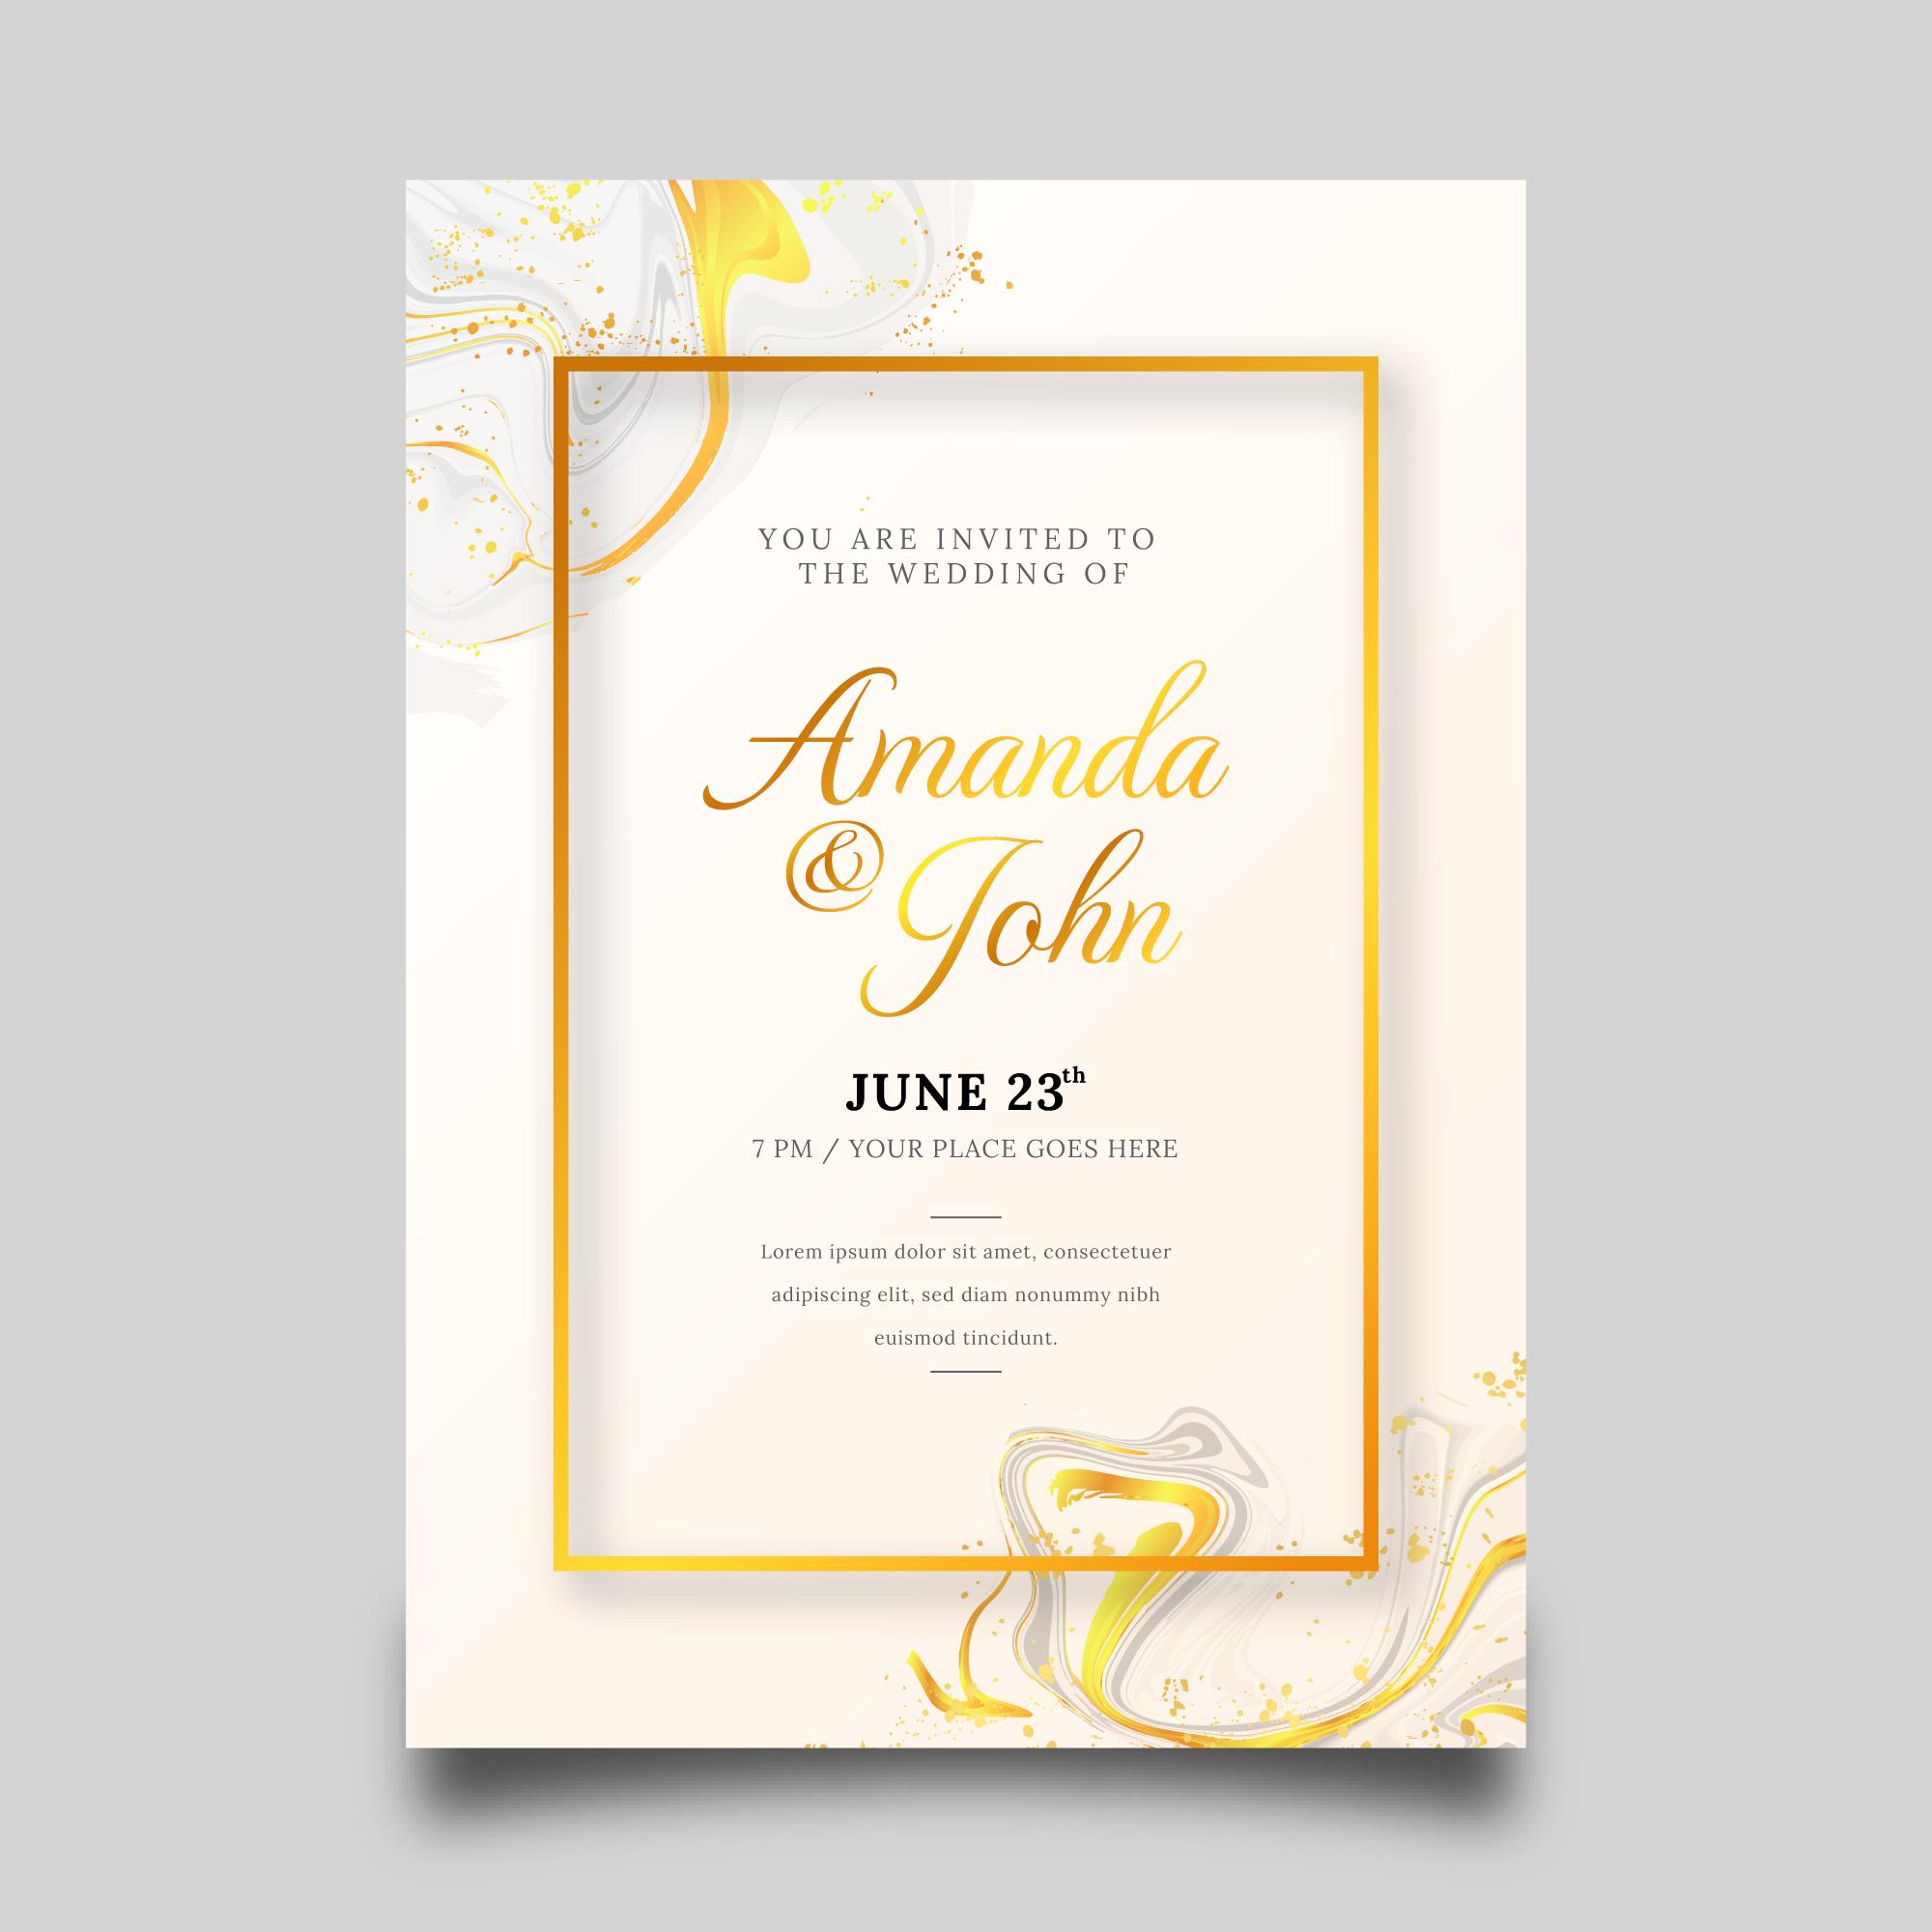 YOU ARE INVITED TO
THE WEDDING OF
Amanda
& John
JUNE 23th
7 PM / YOUR PLACE GOES HERE
Lorem ipsum dolor sit amet, consectetuer
adipiscing elit, sed diam nonummy nibh
euismod tincidunt.